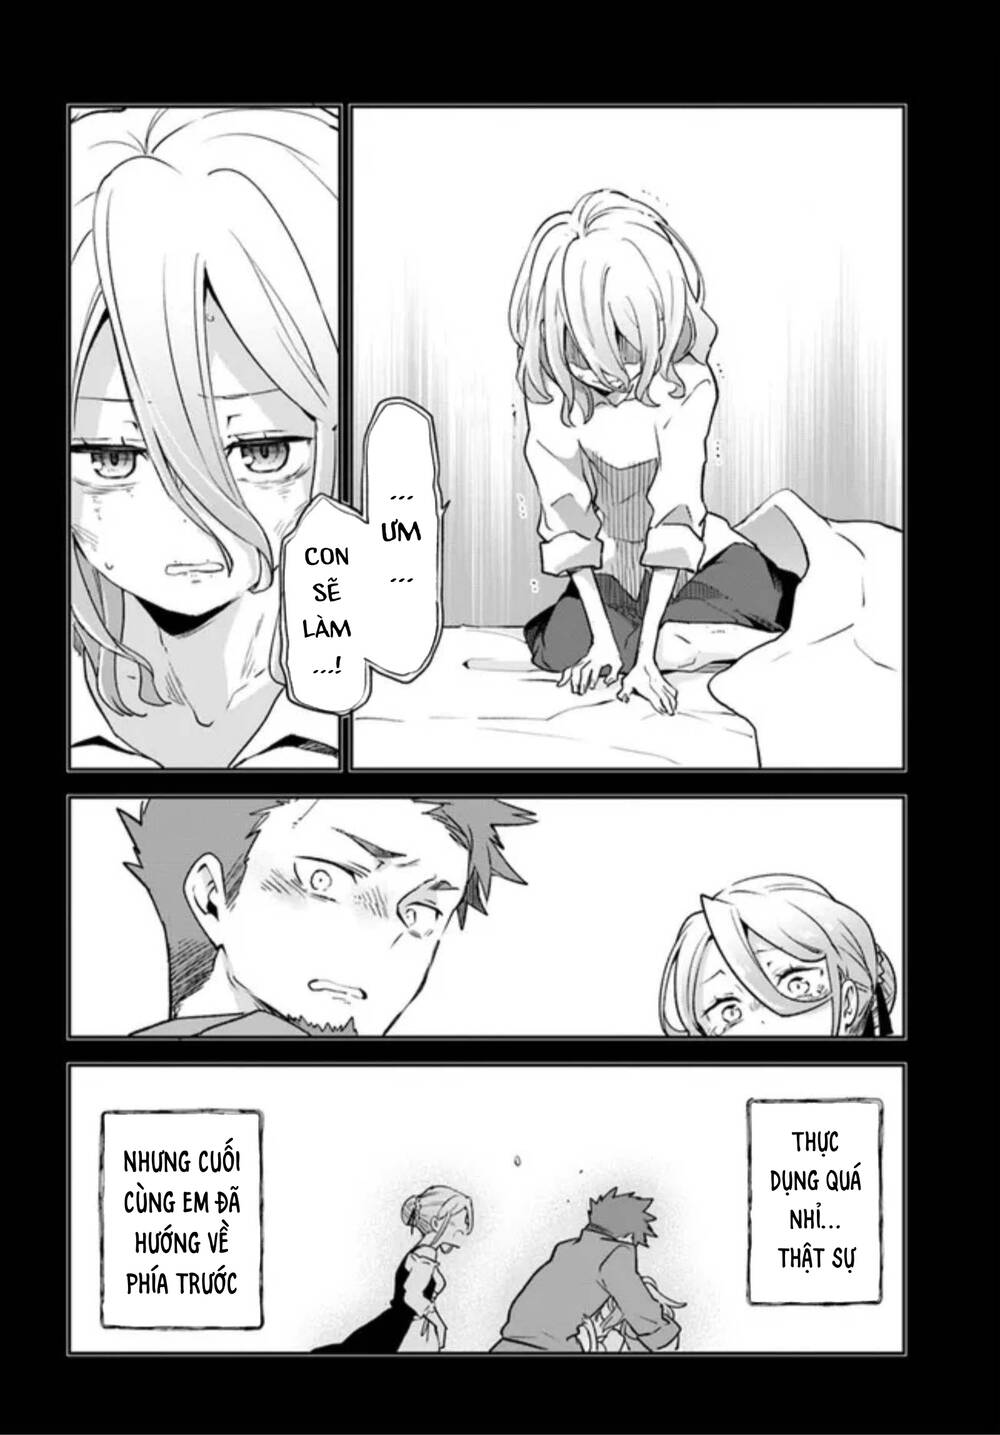 ...
ƯM
...
CON
SẼ
LÀM
...!
THỰC
DỤNG QUÁ
NHỈ...
THẬT SỰ
NHƯNG CUỐI
CÙNG EM ĐÃ
HƯỚNG VỀ
PHÍA TRƯỚC